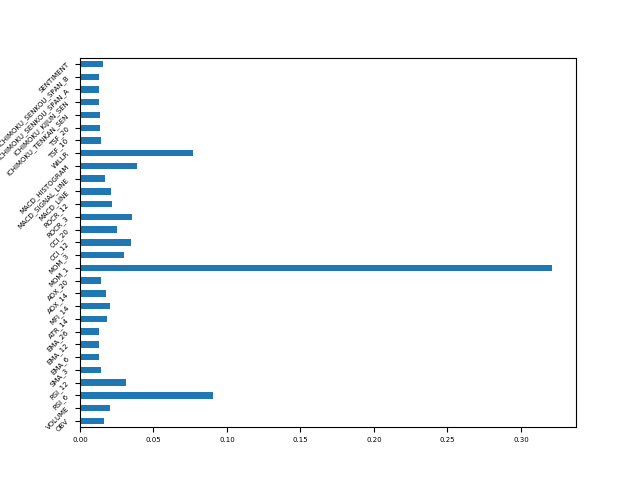 SENTIMENT
ICHIMOKU_SENKOU_SPAN_B
ICHIMOKU_SENKOU_SPAN_A
ICHIMOKU_KIJUN_SEN
ICHIMOKU_TENKAN_SEN
TSF_20
TSF_10
WILLR
MACD_HISTOGRAM
MACD_SIGNAL_LINE
MACD_LINE
ROCR_12
ROCR_3
CCI_20
CCI_12
MOM_3
MOM_1
ADX_20
ADX_14
MFI_14
ATR_14
EMA_26
EMA_12
EMA_6
SMA_3
RSI_12
RSI_6
VOLUME
OBV
0.00 0.05 0.10 0.15 0.20 0.25 0.30